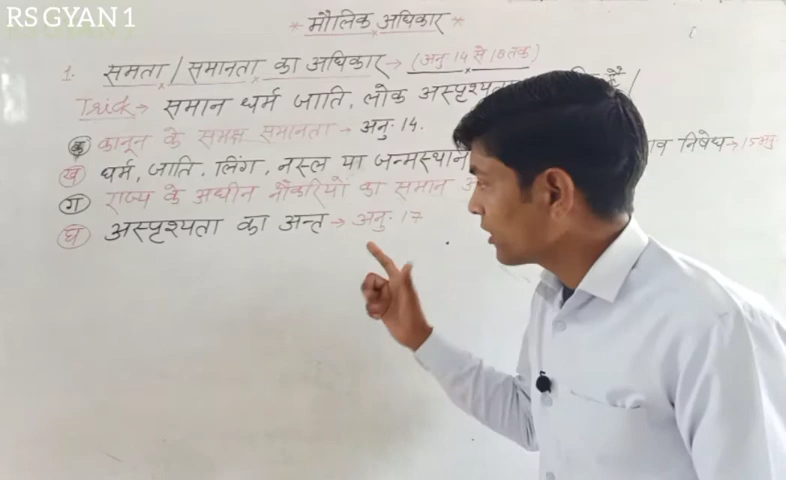 RS GYAN 1
* मौलिक अधिकार *
1. समता / समानता का अधिकार → (अनु 14 से 18 तक)
Trick → समान धर्म जाति, लोक अस्पृश्यता है /
क कानून के समक्ष समानता → अनु. 14.
ख धर्म, जाति, लिंग, नस्ल या जन्मस्थान निषेध → 15 अनु.
ग राज्य के अधीन नौकरियों का समान
घ अस्पृश्यता का अन्त → अनु. 17